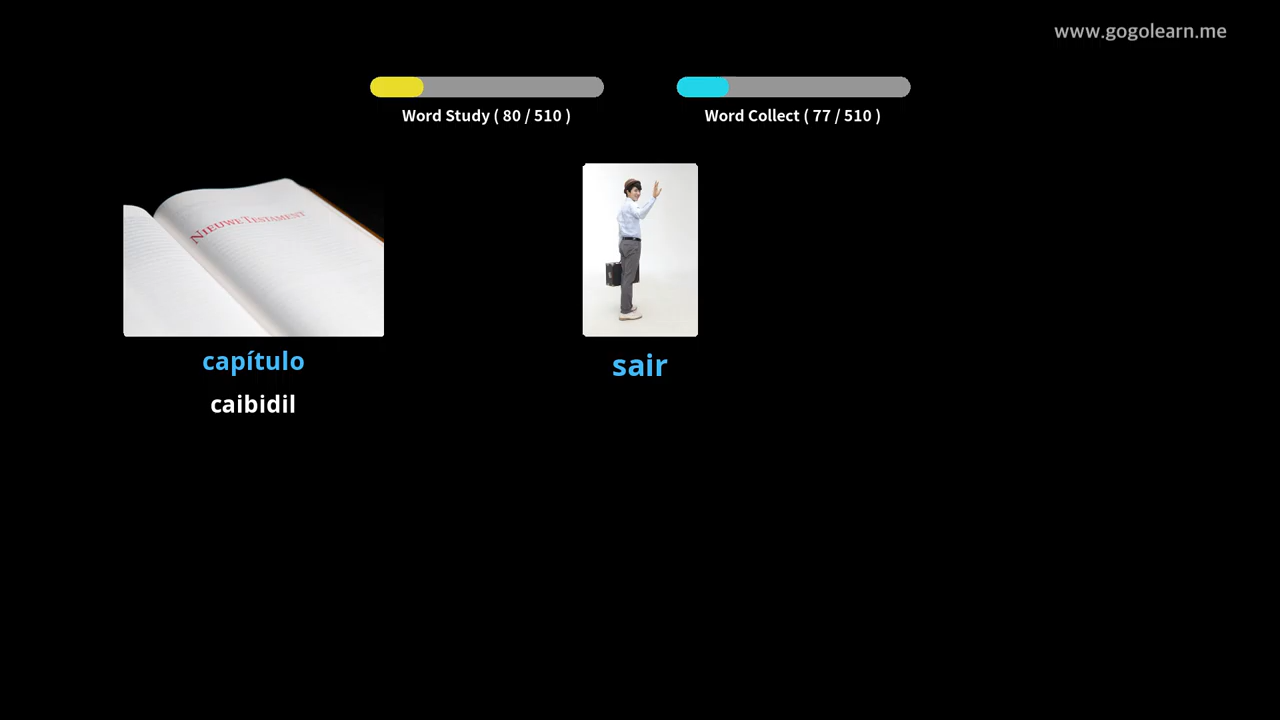 www.gogolearn.me
Word Study ( 80 / 510 )
Word Collect ( 77 / 510 )
NIEUWE TESTAMENT
capítulo
caibidil
sair